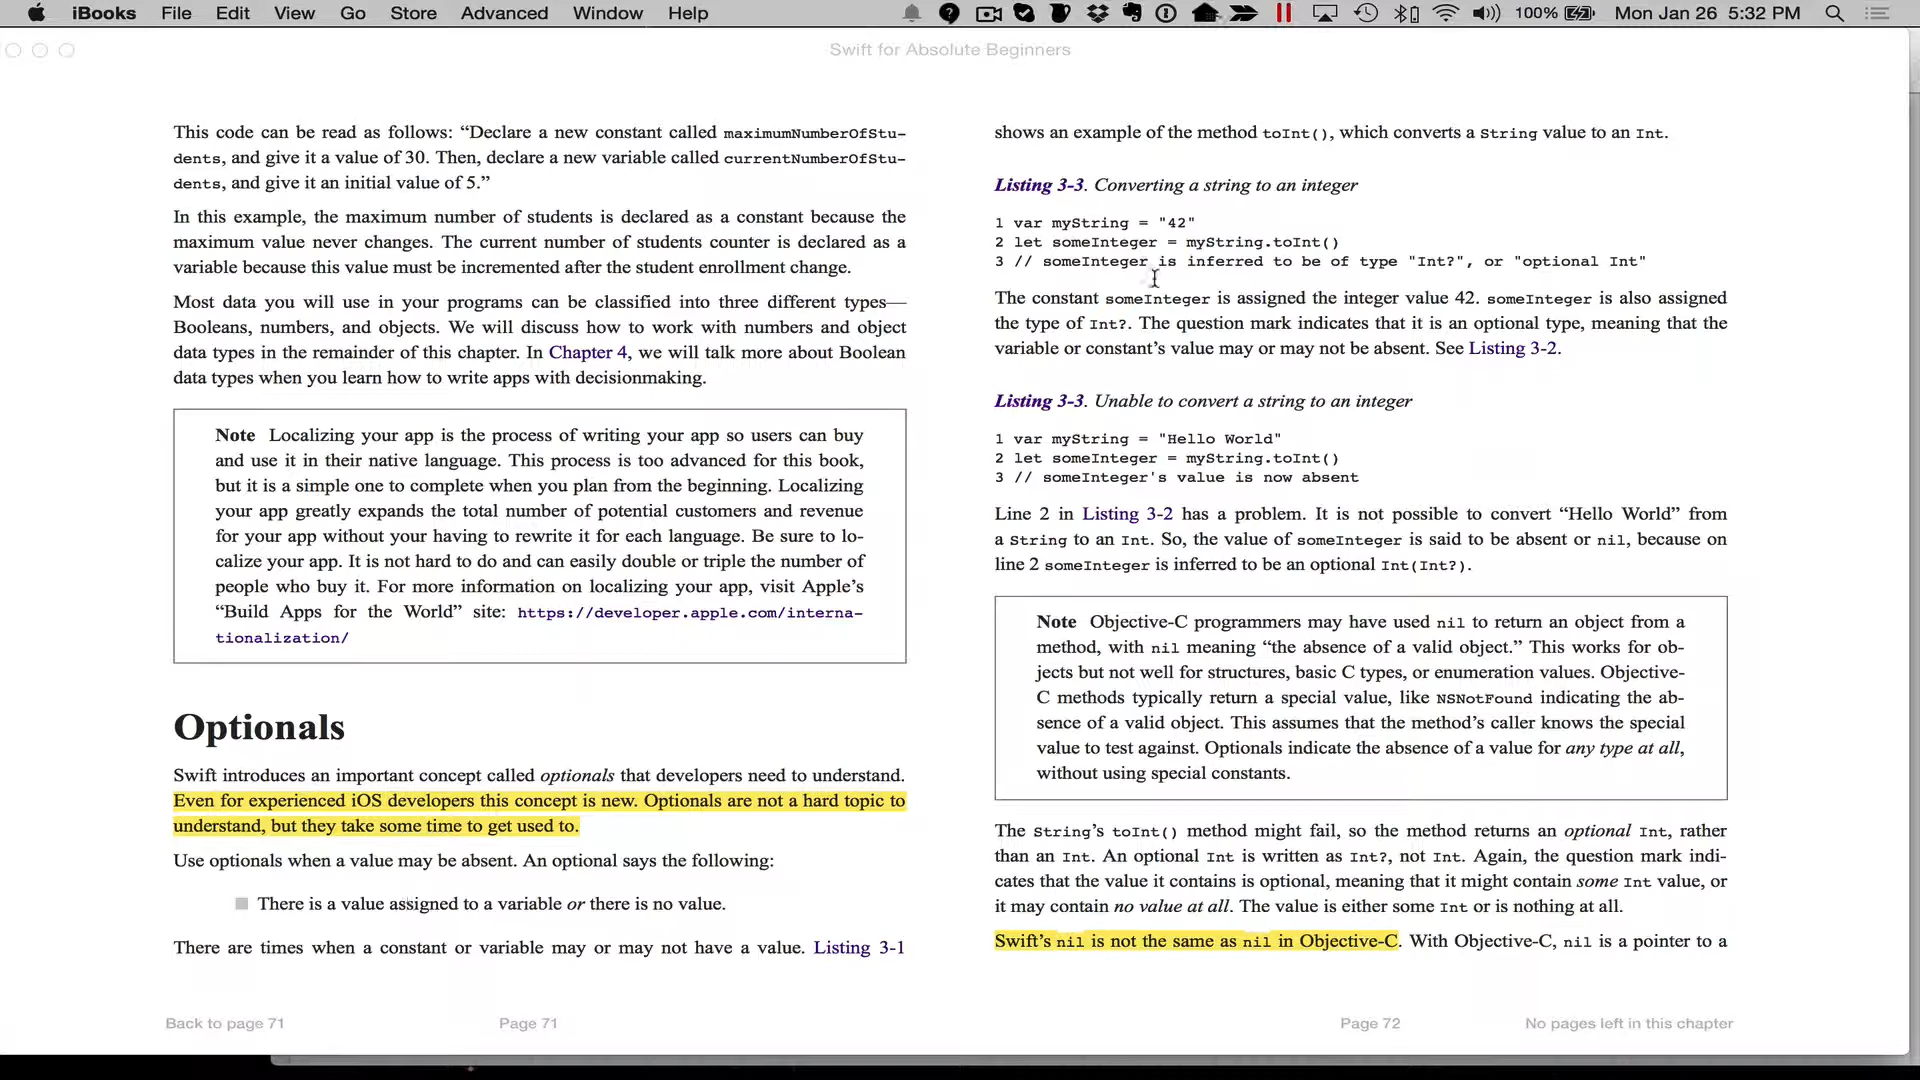 iBooks File Edit View Go Store Advanced Window Help 100% Mon Jan 26 5:32 PM
Swift for Absolute Beginners
This code can be read as follows: “Declare a new constant called maximumNumberOfStu-
dents, and give it a value of 30. Then, declare a new variable called currentNumberOfStu-
dents, and give it an initial value of 5.”
In this example, the maximum number of students is declared as a constant because the
maximum value never changes. The current number of students counter is declared as a
variable because this value must be incremented after the student enrollment change.
Most data you will use in your programs can be classified into three different types—
Booleans, numbers, and objects. We will discuss how to work with numbers and object
data types in the remainder of this chapter. In Chapter 4, we will talk more about Boolean
data types when you learn how to write apps with decisionmaking.
Note Localizing your app is the process of writing your app so users can buy
and use it in their native language. This process is too advanced for this book,
but it is a simple one to complete when you plan from the beginning. Localizing
your app greatly expands the total number of potential customers and revenue
for your app without your having to rewrite it for each language. Be sure to lo-
calize your app. It is not hard to do and can easily double or triple the number of
people who buy it. For more information on localizing your app, visit Apple’s
“Build Apps for the World” site: https://developer.apple.com/interna-
tionalization/
Optionals
Swift introduces an important concept called optionals that developers need to understand.
Even for experienced iOS developers this concept is new. Optionals are not a hard topic to
understand, but they take some time to get used to.
Use optionals when a value may be absent. An optional says the following:
There is a value assigned to a variable or there is no value.
There are times when a constant or variable may or may not have a value. Listing 3-1
Back to page 71 Page 71
shows an example of the method toInt(), which converts a String value to an Int.
Listing 3-3. Converting a string to an integer
1 var myString = "42"
2 let someInteger = myString.toInt()
3 // someInteger is inferred to be of type "Int?", or "optional Int"
The constant someInteger is assigned the integer value 42. someInteger is also assigned
the type of Int?. The question mark indicates that it is an optional type, meaning that the
variable or constant’s value may or may not be absent. See Listing 3-2.
Listing 3-3. Unable to convert a string to an integer
1 var myString = "Hello World"
2 let someInteger = myString.toInt()
3 // someInteger's value is now absent
Line 2 in Listing 3-2 has a problem. It is not possible to convert “Hello World” from
a String to an Int. So, the value of someInteger is said to be absent or nil, because on
line 2 someInteger is inferred to be an optional Int(Int?).
Note Objective-C programmers may have used nil to return an object from a
method, with nil meaning “the absence of a valid object.” This works for ob-
jects but not well for structures, basic C types, or enumeration values. Objective-
C methods typically return a special value, like NSNotFound indicating the ab-
sence of a valid object. This assumes that the method’s caller knows the special
value to test against. Optionals indicate the absence of a value for any type at all,
without using special constants.
The String’s toInt() method might fail, so the method returns an optional Int, rather
than an Int. An optional Int is written as Int?, not Int. Again, the question mark indi-
cates that the value it contains is optional, meaning that it might contain some Int value, or
it may contain no value at all. The value is either some Int or is nothing at all.
Swift’s nil is not the same as nil in Objective-C. With Objective-C, nil is a pointer to a
Page 72 No pages left in this chapter